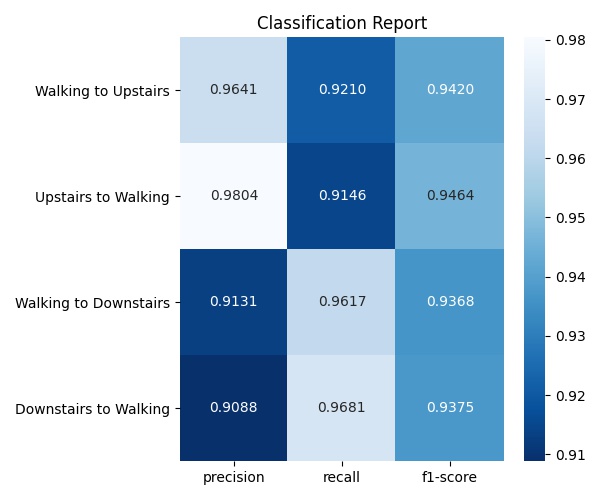 Classification Report
Walking to Upstairs 0.9641 0.9210 0.9420
Upstairs to Walking 0.9804 0.9146 0.9464
Walking to Downstairs 0.9131 0.9617 0.9368
Downstairs to Walking 0.9088 0.9681 0.9375
precision recall f1-score
0.98
0.97
0.96
0.95
0.94
0.93
0.92
0.91